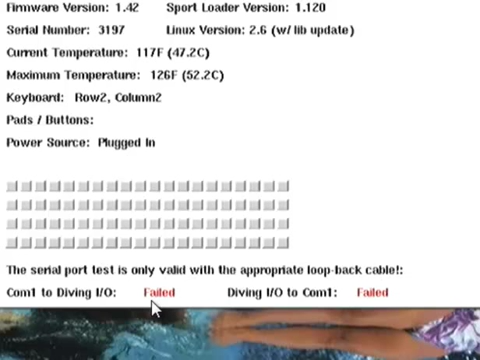 Firmware Version: 1.42 Sport Loader Version: 1.120
Serial Number: 3197 Linux Version: 2.6 (w/ lib update)
Current Temperature: 117F (47.2C)
Maximum Temperature: 126F (52.2C)
Keyboard: Row2, Column2
Pads / Buttons:
Power Source: Plugged In
The serial port test is only valid with the appropriate loop-back cable!:
Com1 to Diving I/O: Failed Diving I/O to Com1: Failed